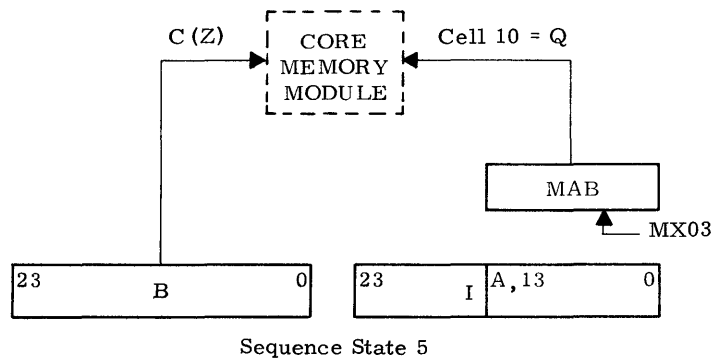 C (Z)
CORE
MEMORY
MODULE
Cell 10 = Q
MAB
MX03
23 B 0
23 I A,13 0
Sequence State 5